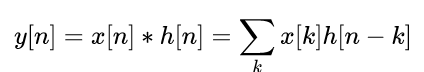 y[n] = x[n] * h[n] = ∑_k x[k]h[n − k]